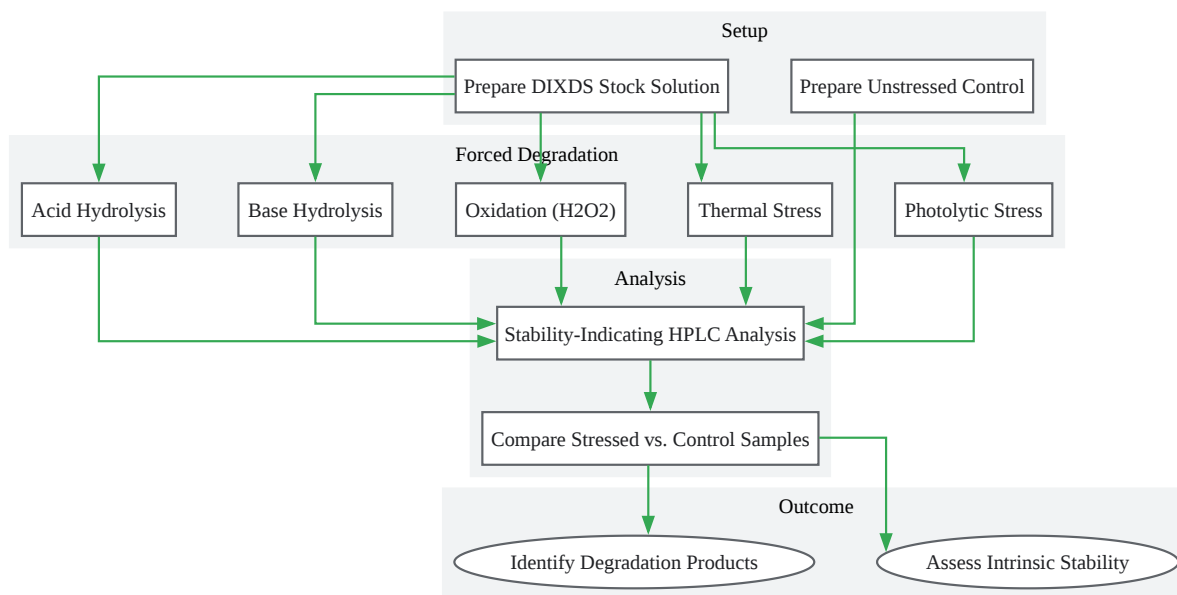 Setup
Prepare DIXDS Stock Solution
Prepare Unstressed Control
Forced Degradation
Acid Hydrolysis
Base Hydrolysis
Oxidation (H2O2)
Thermal Stress
Photolytic Stress
Analysis
Stability-Indicating HPLC Analysis
Compare Stressed vs. Control Samples
Outcome
Identify Degradation Products
Assess Intrinsic Stability